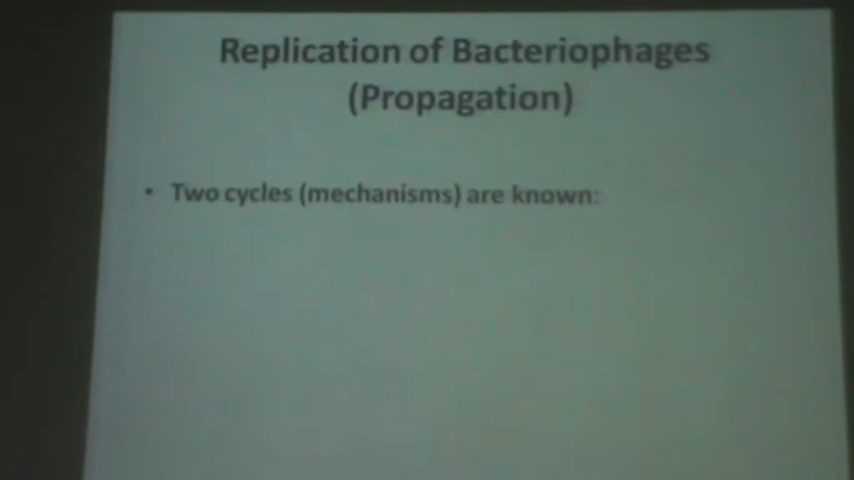 Replication of Bacteriophages
(Propagation)
• Two cycles (mechanisms) are known: